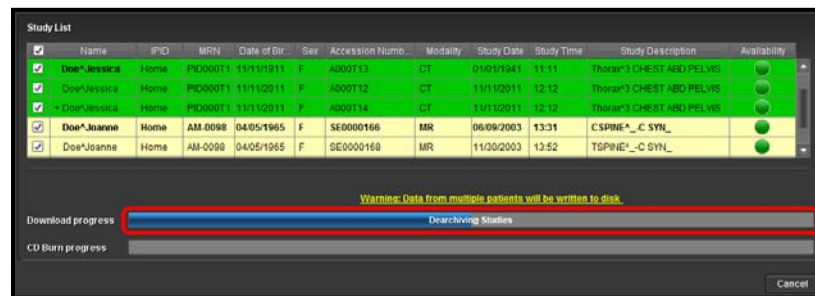 Study List
Name IPID MRN Date of Bir... Sex Accession Numb... Modality Study Date Study Time Study Description Availability
Doe^Jessica Home PID000T1 11/11/1911 F A000T13 CT 01/01/1941 11:11 Thorax^3 CHEST ABD PELVIS
Doe^Jessica Home PID000T1 11/11/2011 F A000T12 CT 11/11/2011 12:12 Thorax^3 CHEST ABD PELVIS
+ Doe^Jessica Home PID000T1 11/11/2011 F A000T14 CT 11/11/2011 12:12 Thorax^3 CHEST ABD PELVIS
Doe^Joanne Home AM-0098 04/05/1965 F SE0000166 MR 06/09/2003 13:31 CSPINE^_-C SYN_
Doe^Joanne Home AM-0098 04/05/1965 F SE0000168 MR 11/30/2003 13:52 TSPINE^_-C SYN_
Warning: Data from multiple patients will be written to disk.
Download progress Dearchiving Studies
CD Burn progress
Cancel